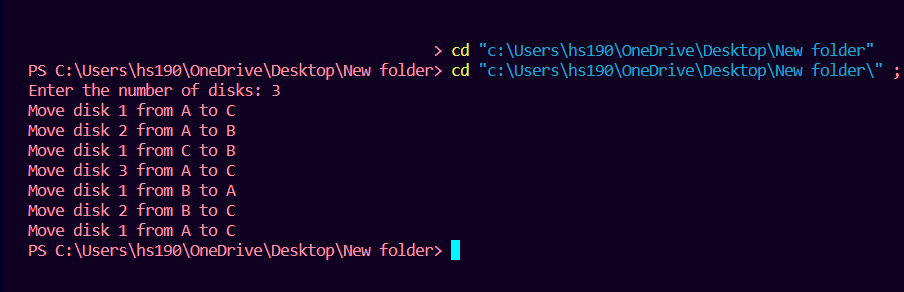 > cd "c:\Users\hs190\OneDrive\Desktop\New folder"
PS C:\Users\hs190\OneDrive\Desktop\New folder> cd "c:\Users\hs190\OneDrive\Desktop\New folder\" ;
Enter the number of disks: 3
Move disk 1 from A to C
Move disk 2 from A to B
Move disk 1 from C to B
Move disk 3 from A to C
Move disk 1 from B to A
Move disk 2 from B to C
Move disk 1 from A to C
PS C:\Users\hs190\OneDrive\Desktop\New folder>